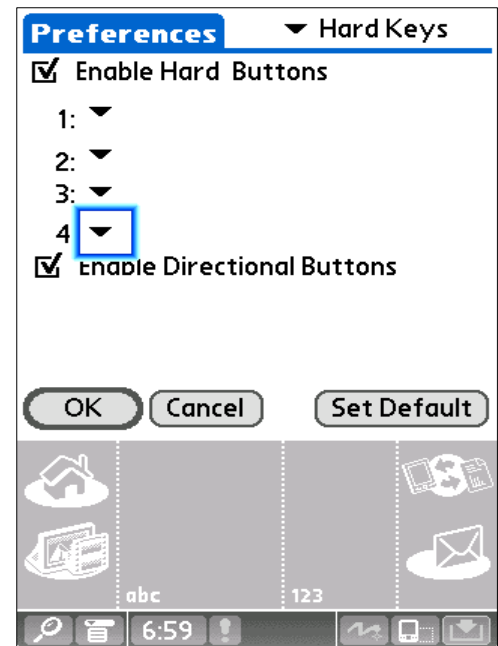 Preferences Hard Keys
Enable Hard Buttons
1:
2:
3:
4
Enable Directional Buttons
OK Cancel Set Default
abc 123
6:59